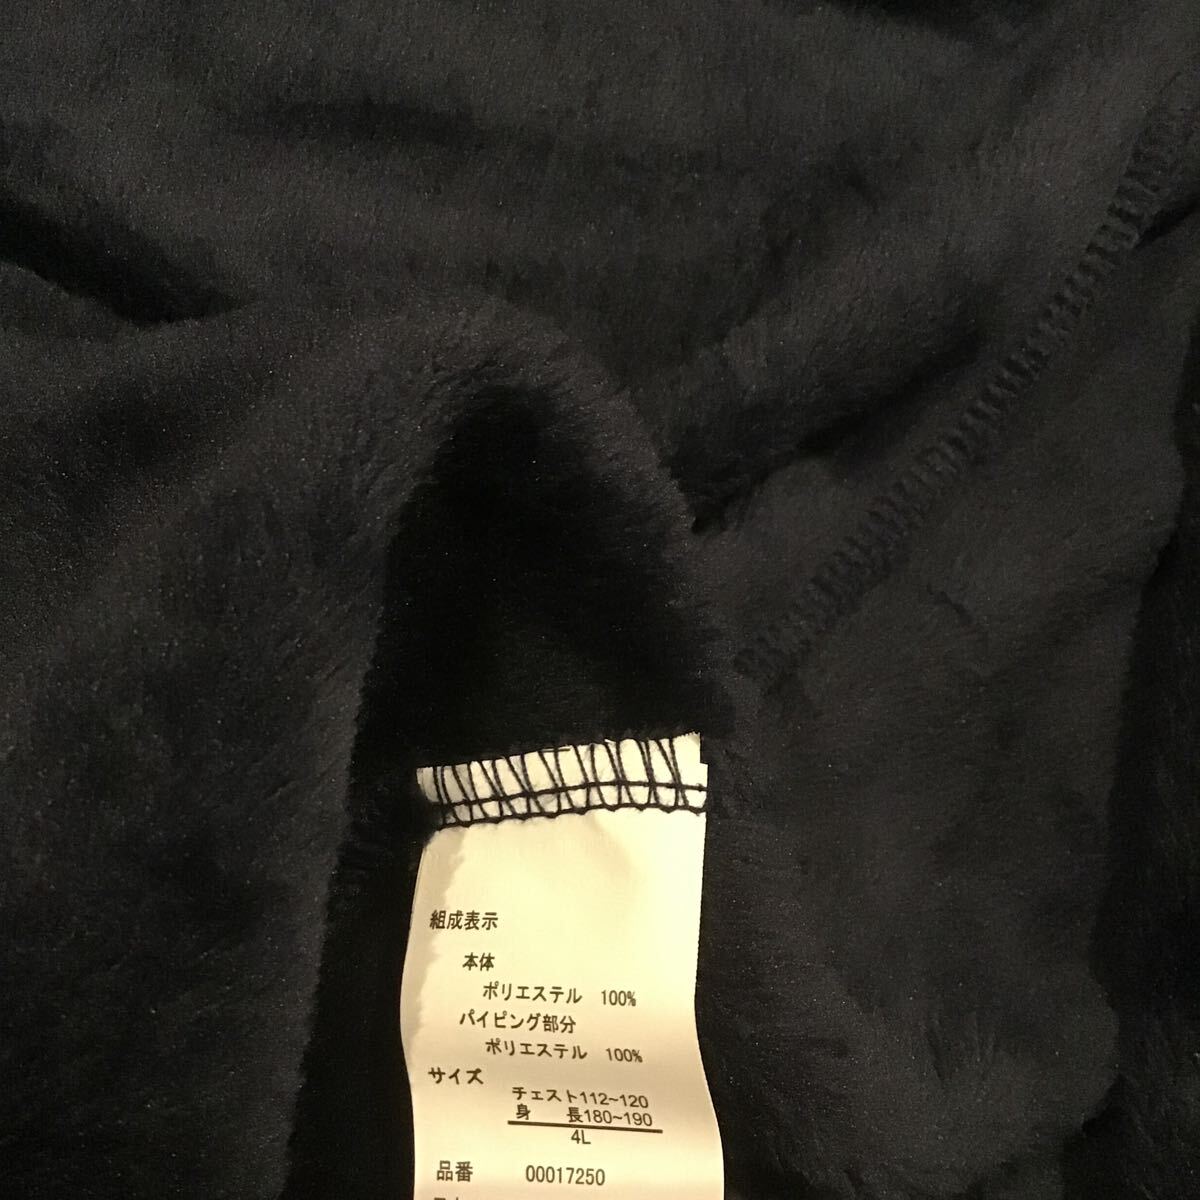 組成表示
本体
ポリエステル 100%
パイピング部分
ポリエステル 100%
サイズ
チェスト112~120
身 長180~190
4L
品番 00017250